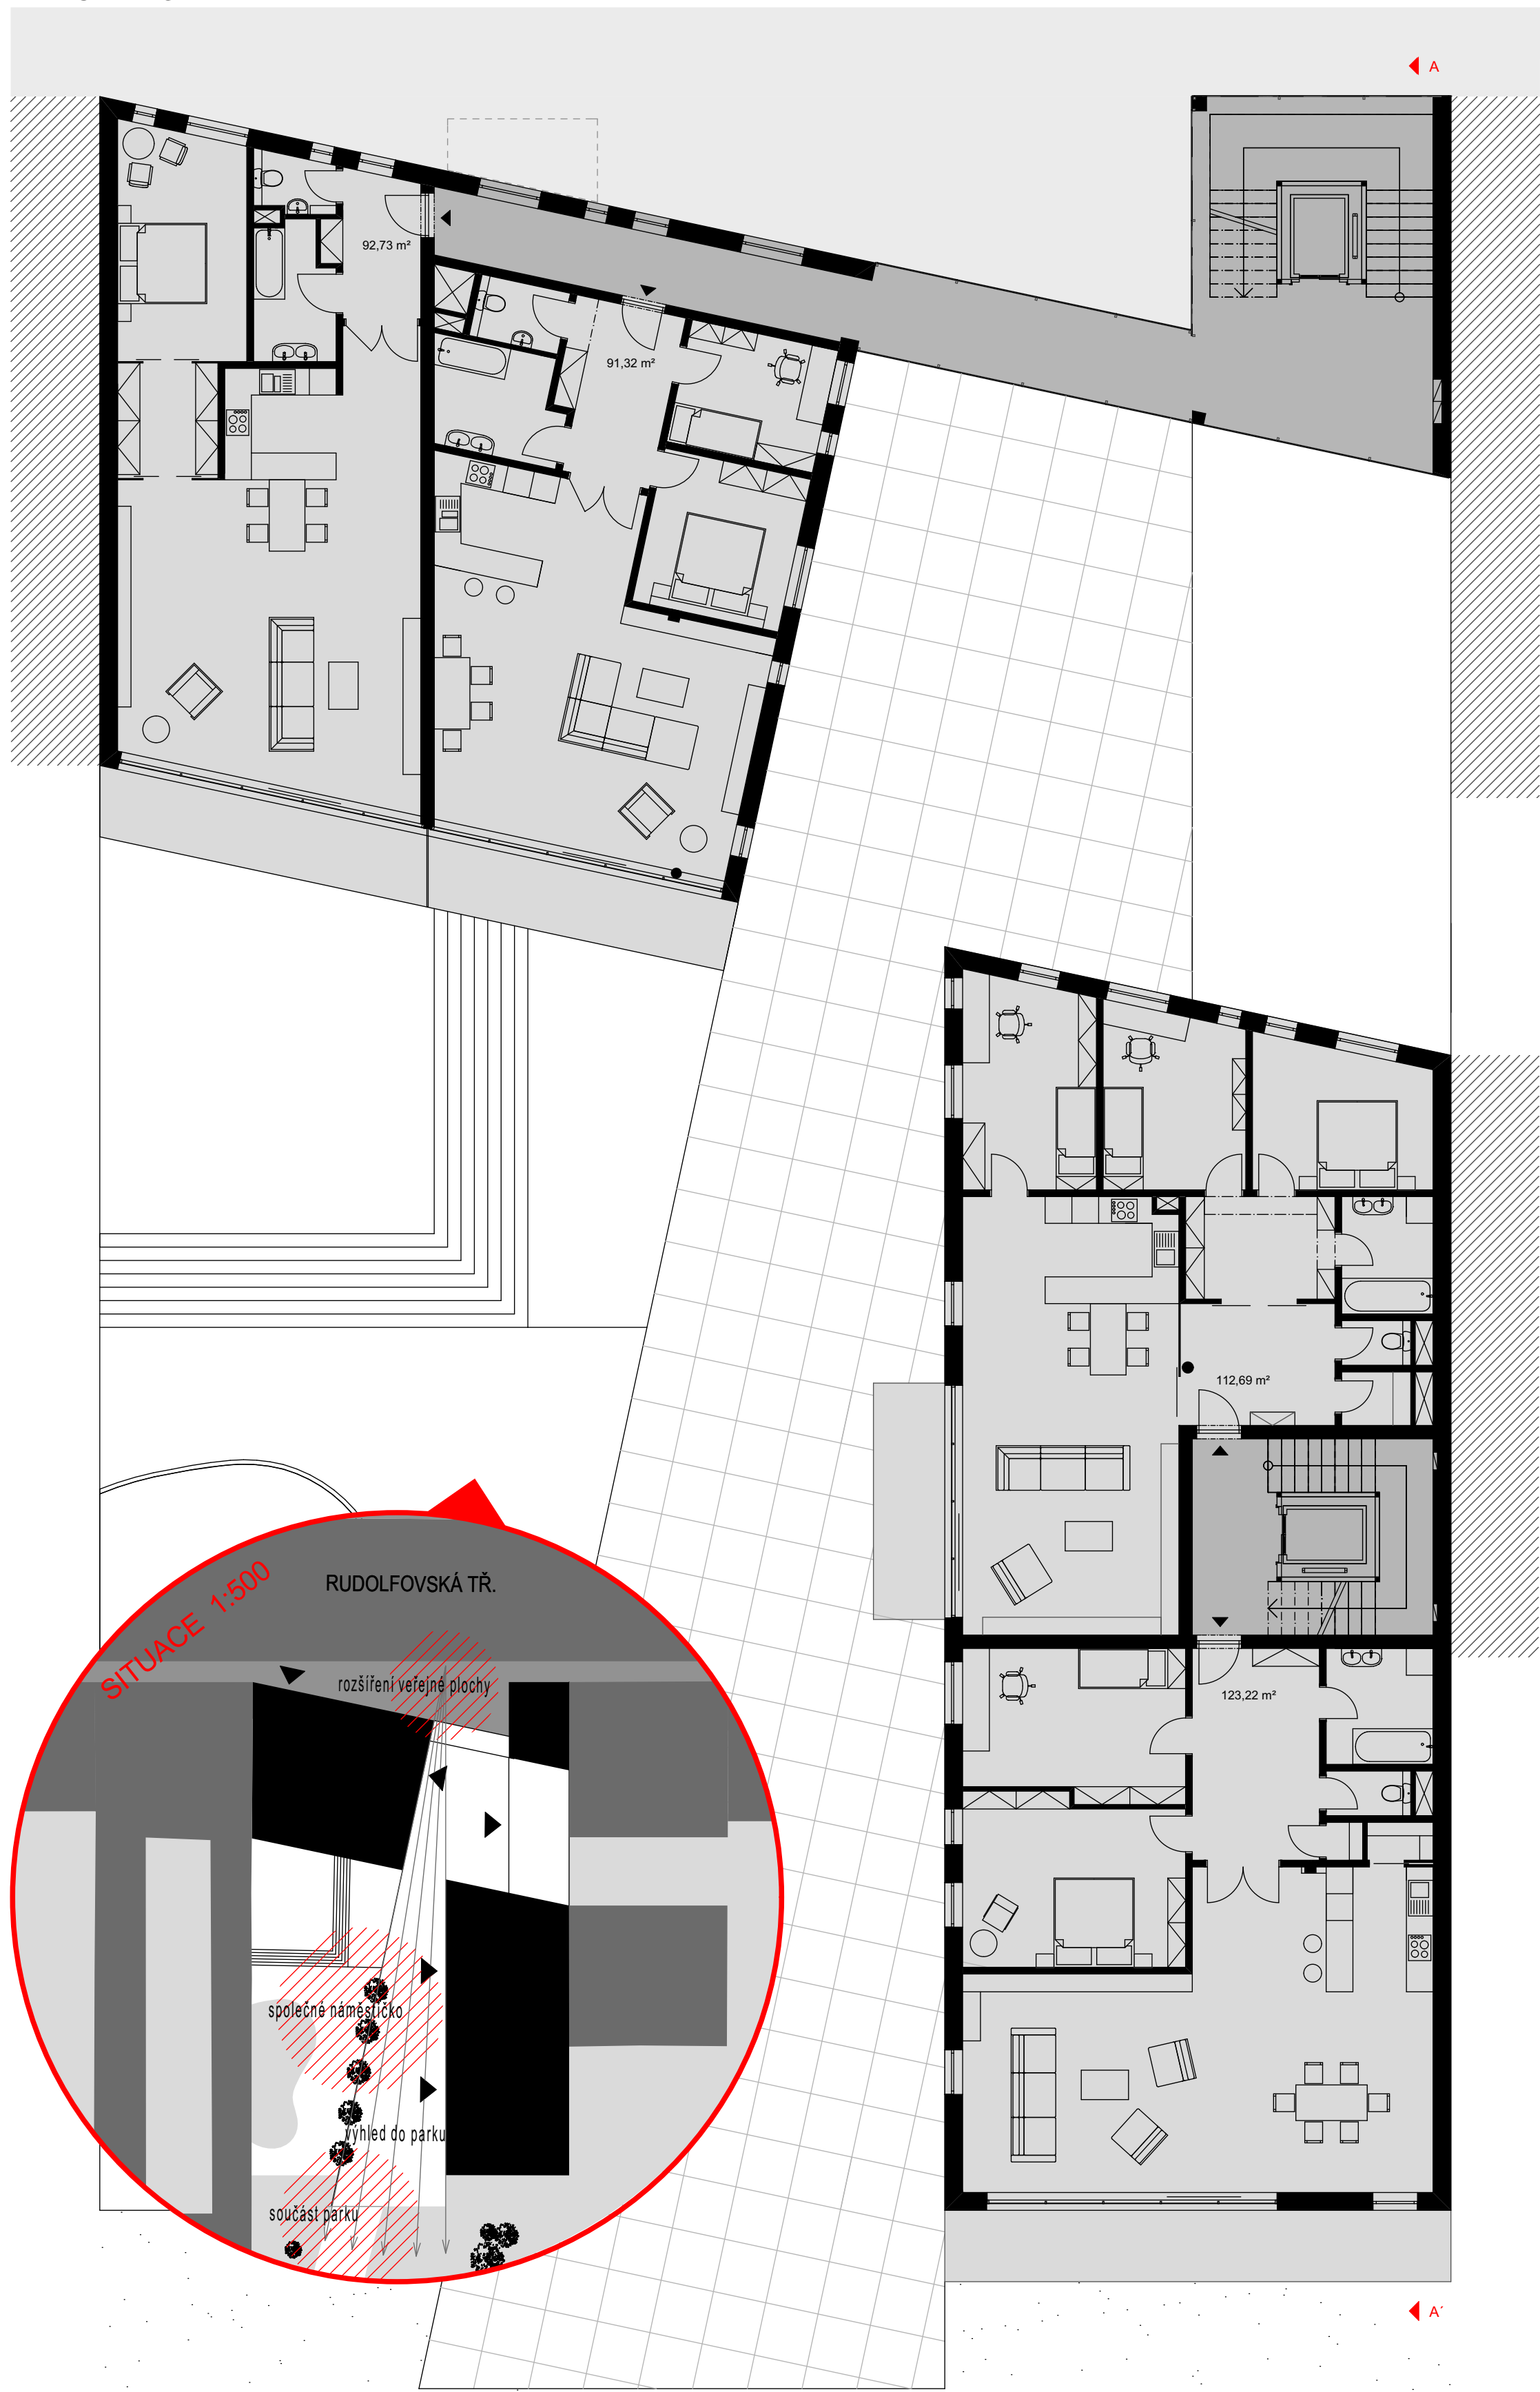 A
92,73 m²
91,32 m²
112,69 m²
SITUACE 1:500
RUDOLFOVSKÁ TŘ.
rozšíření veřejné plochy
123,22 m²
společné náměstíčko
výhled do parku
součást parku
A´